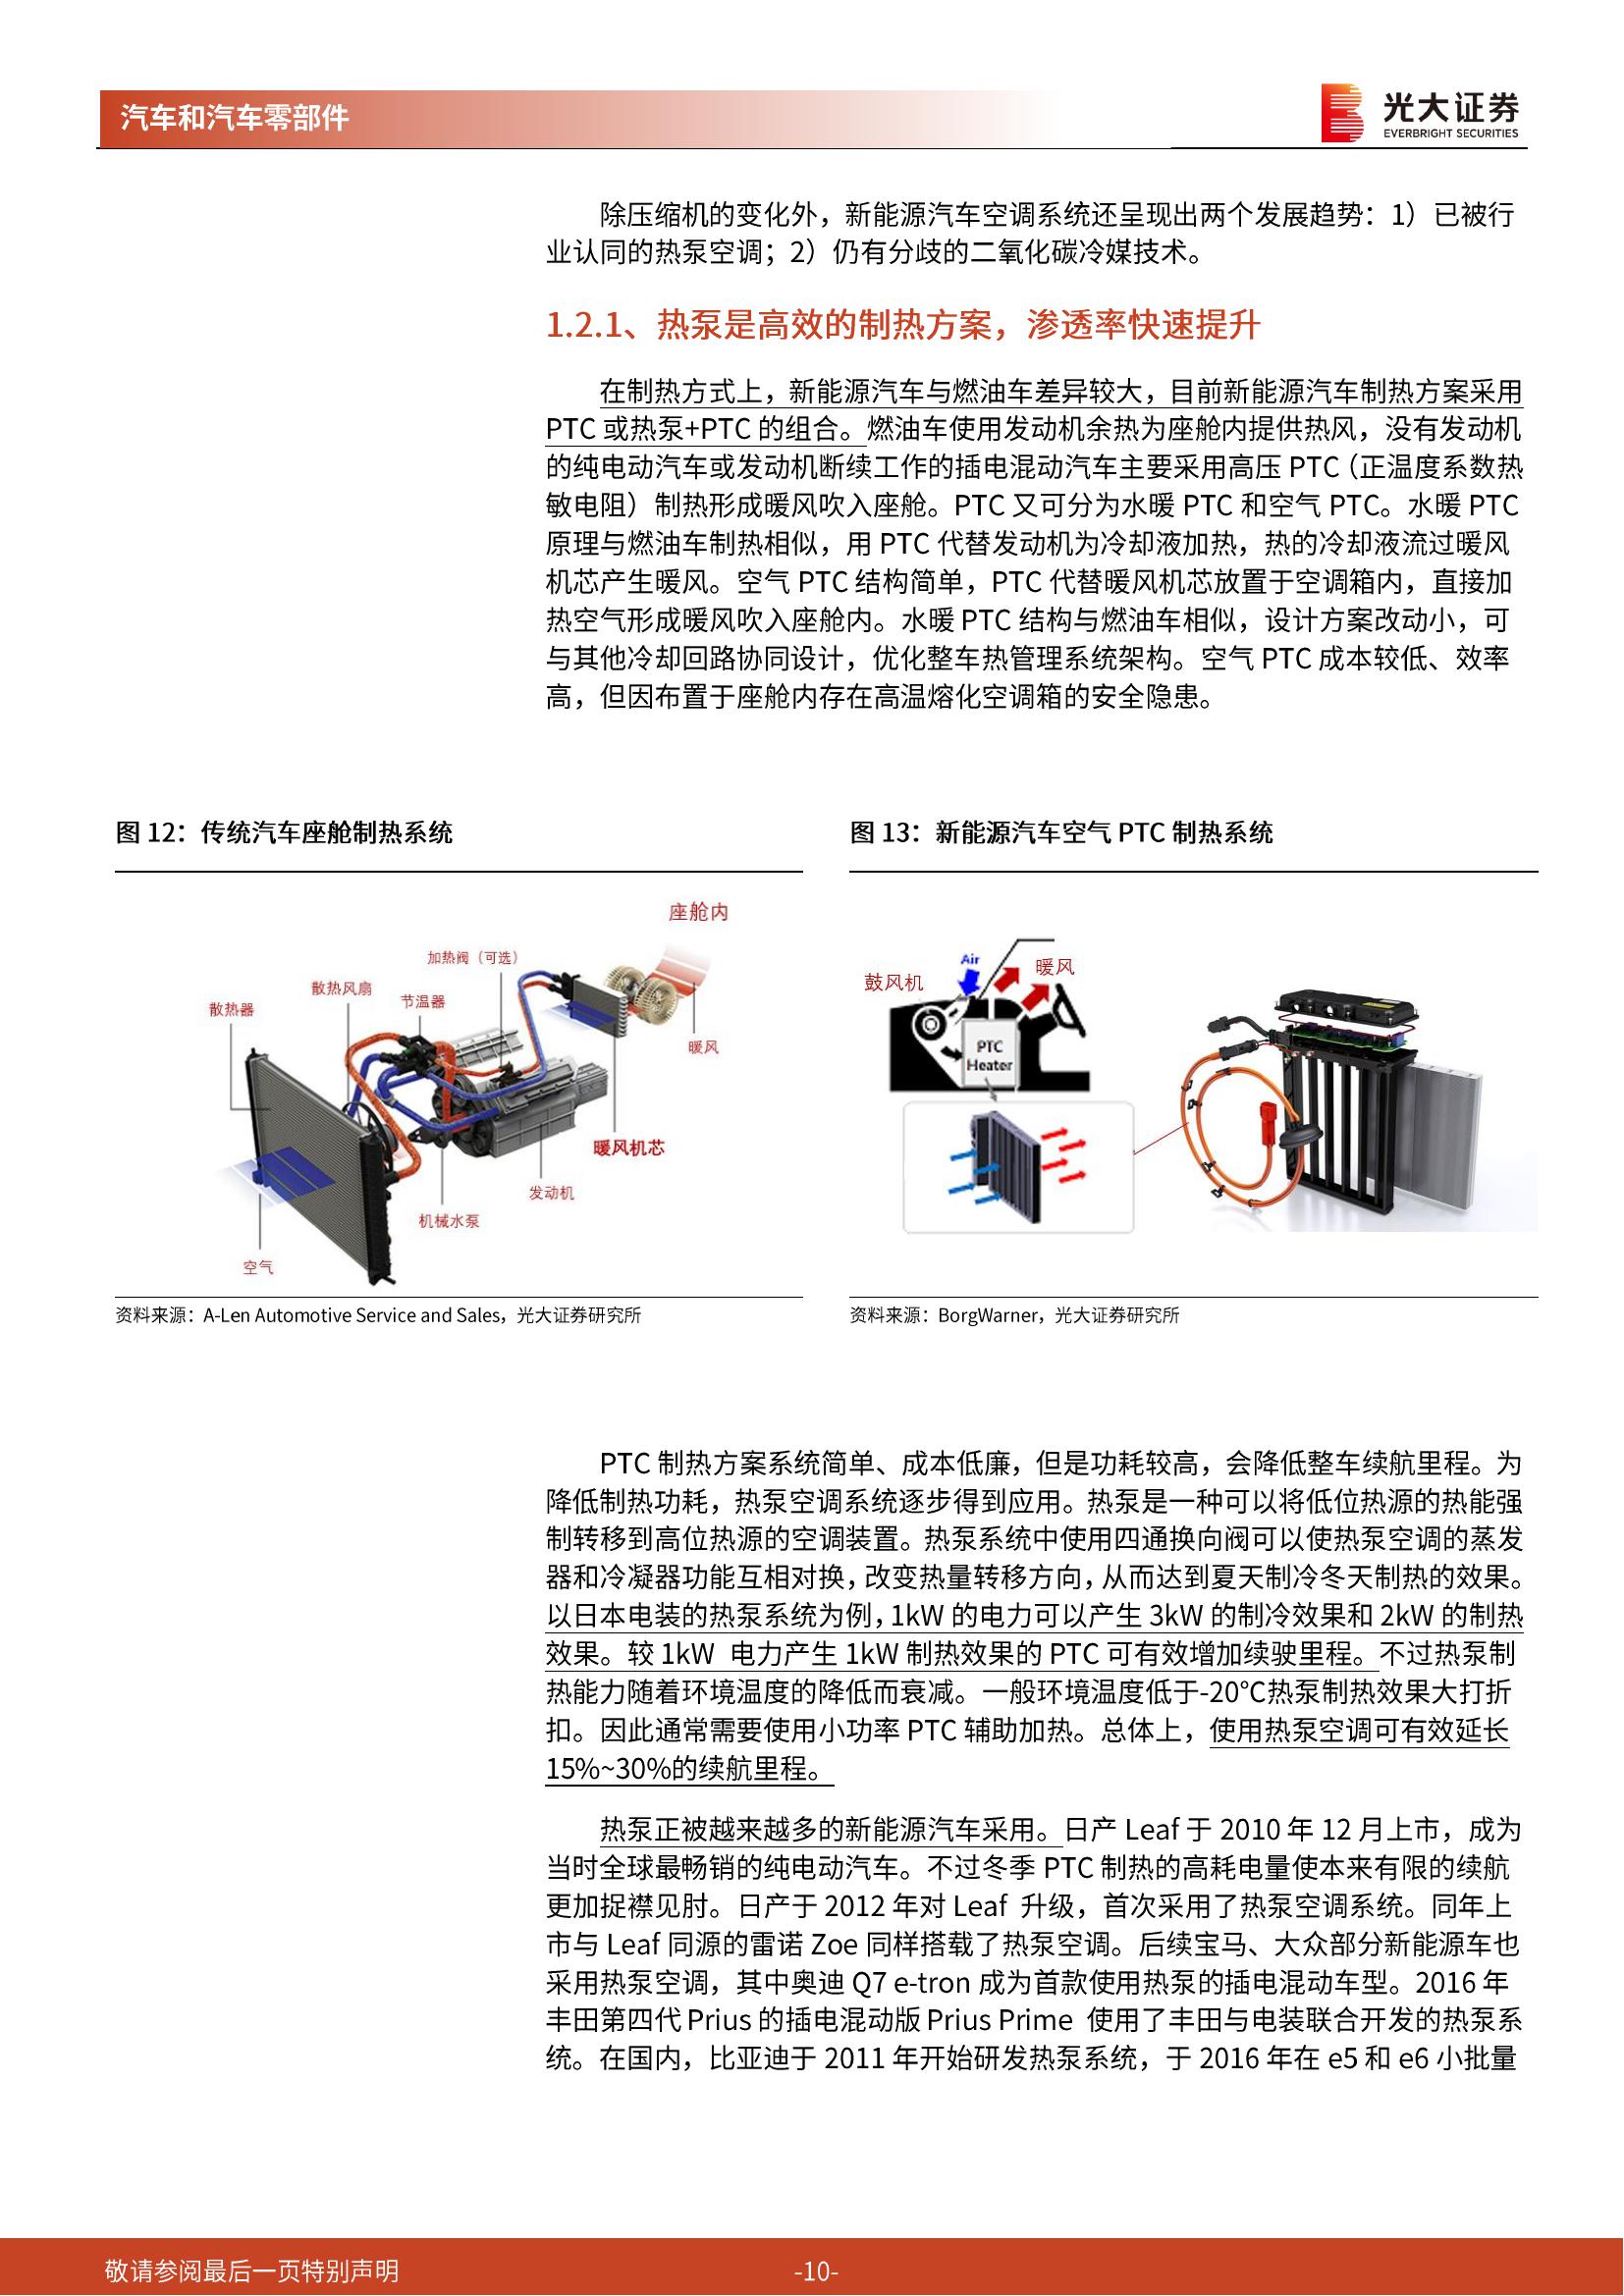 汽车和汽车零部件
光大证券
EVERBRIGHT SECURITIES
除压缩机的变化外，新能源汽车空调系统还呈现出两个发展趋势：1）已被行
业认同的热泵空调；2）仍有分歧的二氧化碳冷媒技术。
1.2.1、热泵是高效的制热方案，渗透率快速提升
在制热方式上，新能源汽车与燃油车差异较大，目前新能源汽车制热方案采用
PTC 或热泵+PTC 的组合。燃油车使用发动机余热为座舱内提供热风，没有发动机
的纯电动汽车或发动机断续工作的插电混动汽车主要采用高压 PTC（正温度系数热
敏电阻）制热形成暖风吹入座舱。PTC 又可分为水暖 PTC 和空气 PTC。水暖 PTC
原理与燃油车制热相似，用 PTC 代替发动机为冷却液加热，热的冷却液流过暖风
机芯产生暖风。空气 PTC 结构简单，PTC 代替暖风机芯放置于空调箱内，直接加
热空气形成暖风吹入座舱内。水暖 PTC 结构与燃油车相似，设计方案改动小，可
与其他冷却回路协同设计，优化整车热管理系统架构。空气 PTC 成本较低、效率
高，但因布置于座舱内存在高温熔化空调箱的安全隐患。
图 12：传统汽车座舱制热系统
座舱内
加热阀（可选）
散热风扇
节温器
散热器
暖风
暖风机芯
发动机
机械水泵
空气
资料来源：A-Len Automotive Service and Sales，光大证券研究所
图 13：新能源汽车空气 PTC 制热系统
Air
暖风
鼓风机
PTC
Heater
资料来源：BorgWarner，光大证券研究所
PTC 制热方案系统简单、成本低廉，但是功耗较高，会降低整车续航里程。为
降低制热功耗，热泵空调系统逐步得到应用。热泵是一种可以将低位热源的热能强
制转移到高位热源的空调装置。热泵系统中使用四通换向阀可以使热泵空调的蒸发
器和冷凝器功能互相对换，改变热量转移方向，从而达到夏天制冷冬天制热的效果。
以日本电装的热泵系统为例，1kW 的电力可以产生 3kW 的制冷效果和 2kW 的制热
效果。较 1kW 电力产生 1kW 制热效果的 PTC 可有效增加续驶里程。不过热泵制
热能力随着环境温度的降低而衰减。一般环境温度低于-20℃热泵制热效果大打折
扣。因此通常需要使用小功率 PTC 辅助加热。总体上，使用热泵空调可有效延长
15%~30%的续航里程。
热泵正被越来越多的新能源汽车采用。日产 Leaf 于 2010 年 12 月上市，成为
当时全球最畅销的纯电动汽车。不过冬季 PTC 制热的高耗电量使本来有限的续航
更加捉襟见肘。日产于 2012 年对 Leaf 升级，首次采用了热泵空调系统。同年上
市与 Leaf 同源的雷诺 Zoe 同样搭载了热泵空调。后续宝马、大众部分新能源车也
采用热泵空调，其中奥迪 Q7 e-tron 成为首款使用热泵的插电混动车型。2016 年
丰田第四代 Prius 的插电混动版 Prius Prime 使用了丰田与电装联合开发的热泵系
统。在国内，比亚迪于 2011 年开始研发热泵系统，于 2016 年在 e5 和 e6 小批量
敬请参阅最后一页特别声明
-10-